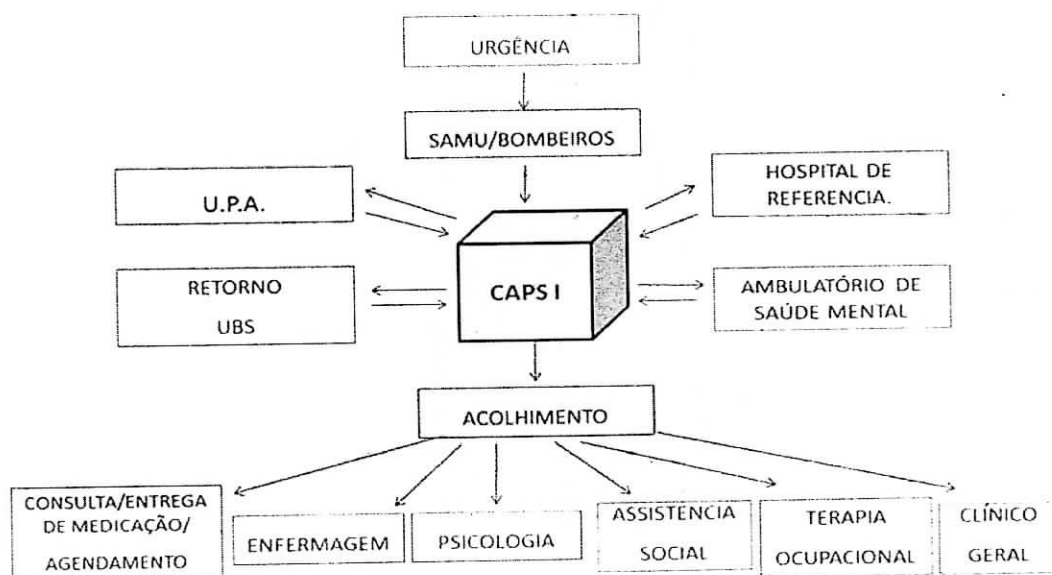 URGÊNCIA
SAMU/BOMBEIROS
U.P.A.
HOSPITAL DE
REFERENCIA.
RETORNO
UBS
CAPS I
AMBULATÓRIO DE
SAÚDE MENTAL
ACOLHIMENTO
CONSULTA/ENTREGA
DE MEDICAÇÃO/
AGENDAMENTO
ENFERMAGEM
PSICOLOGIA
ASSISTENCIA
SOCIAL
TERAPIA
OCUPACIONAL
CLÍNICO
GERAL